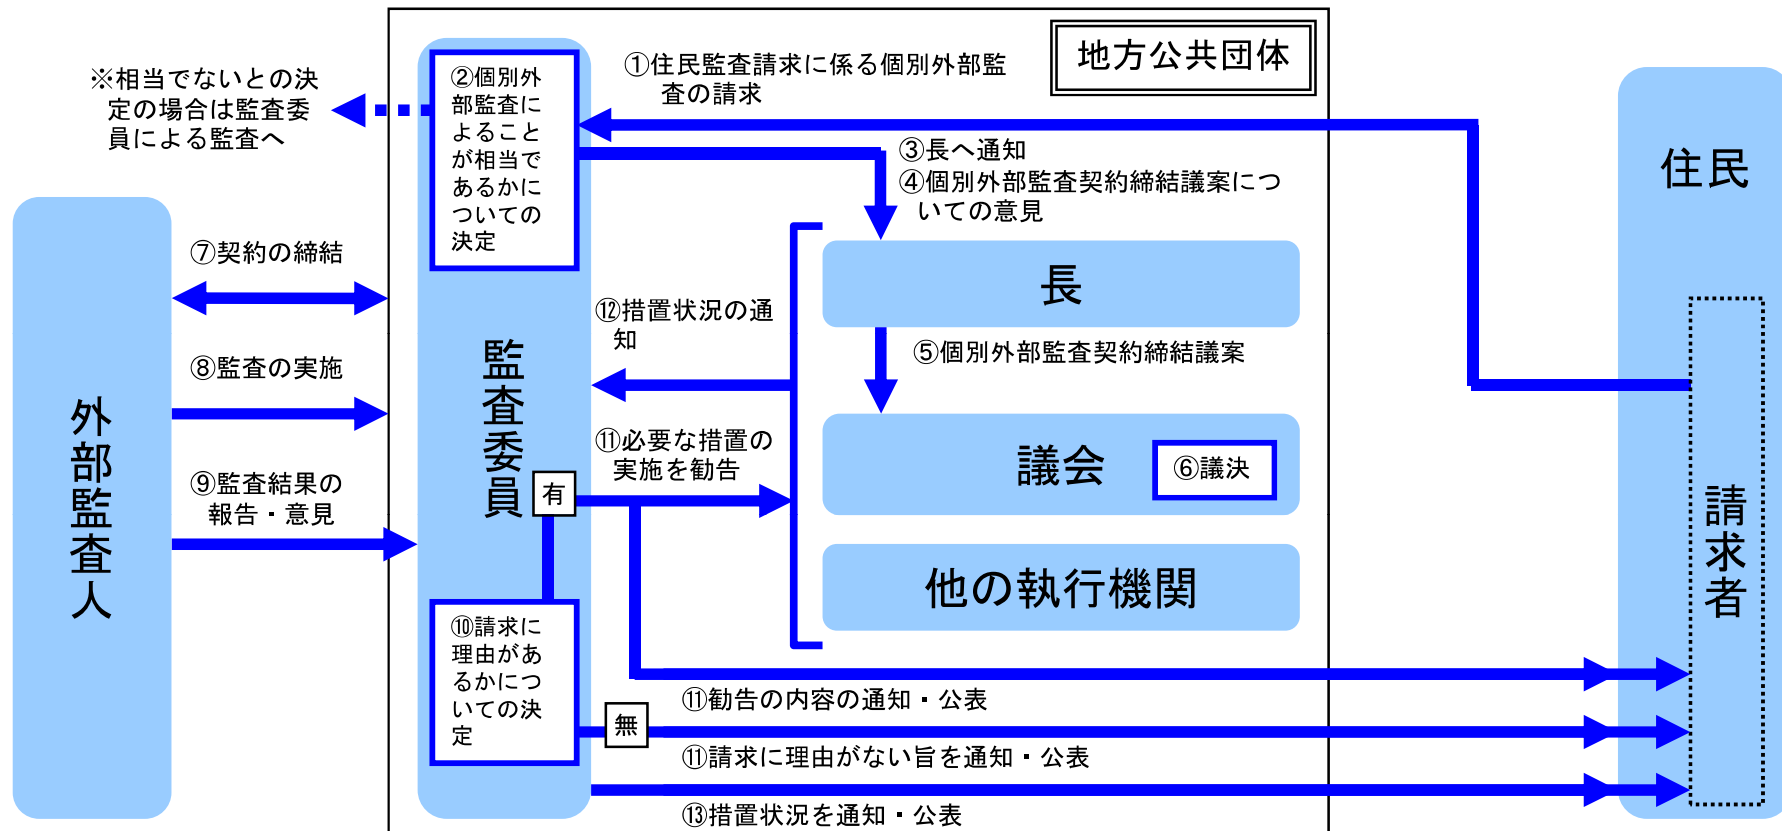 地方公共団体
①住民監査請求に係る個別外部監
査の請求
※相当でないとの決
定の場合は監査委
員による監査へ
②個別外
部監査に
よること
が相当で
あるかに
ついての
決定
③長へ通知
④個別外部監査契約締結議案につ
いての意見
住民
⑦契約の締結
長
⑫措置状況の通
知
⑤個別外部監査契約締結議案
⑧監査の実施
監査委員
外部監査人
⑪必要な措置の
実施を勧告
議会
⑥議決
⑨監査結果の
報告・意見
有
請求者
他の執行機関
⑩請求に
理由があ
るかにつ
いての決
定
⑪勧告の内容の通知・公表
無
⑪請求に理由がない旨を通知・公表
⑬措置状況を通知・公表